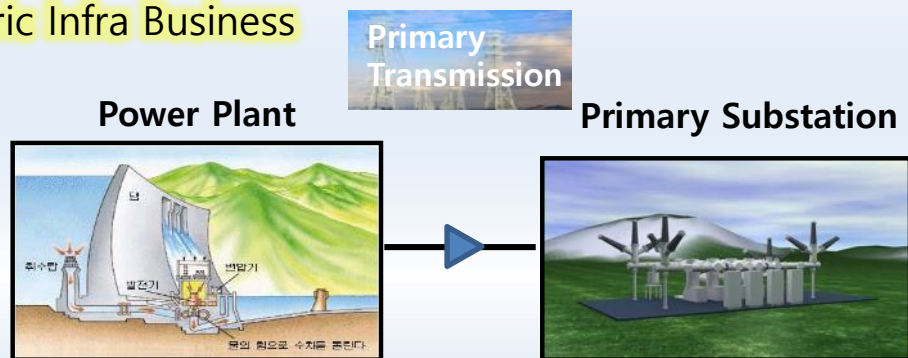 ric Infra Business
Primary
Transmission
Power Plant
Primary Substation
댐
취수탑
변압기
발전기
물의 힘으로 수차를 돌린다.